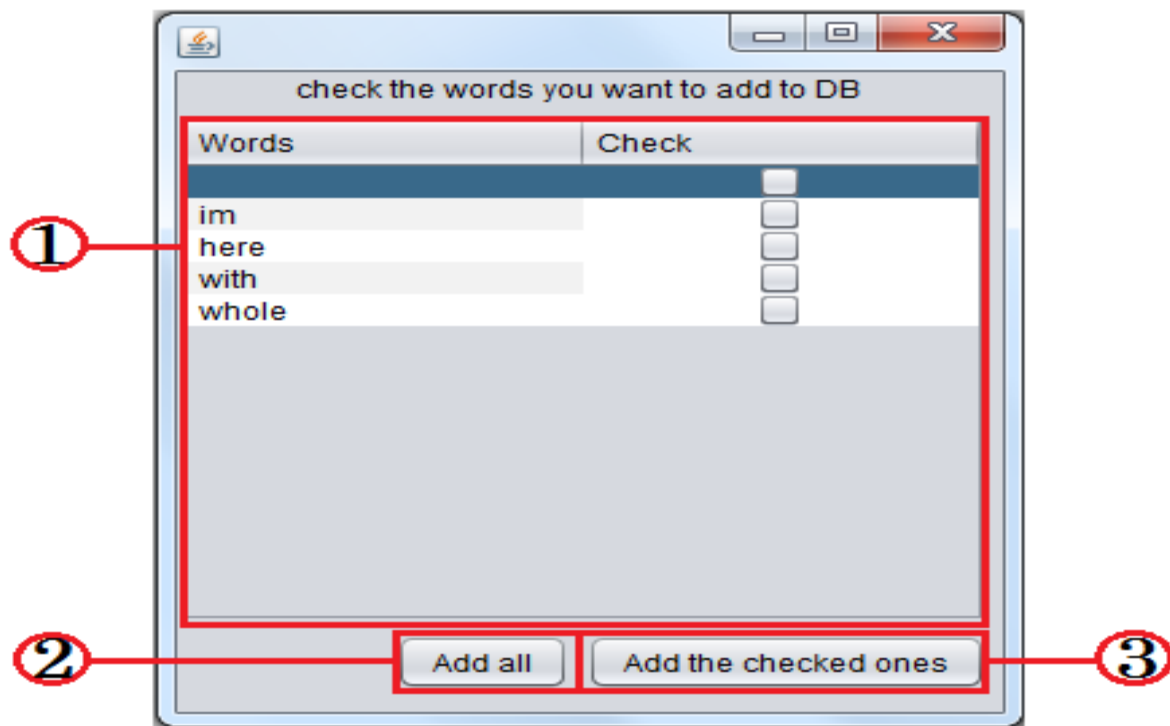 check the words you want to add to DB
Words Check
im
here
with
whole
Add all Add the checked ones
1
2
3